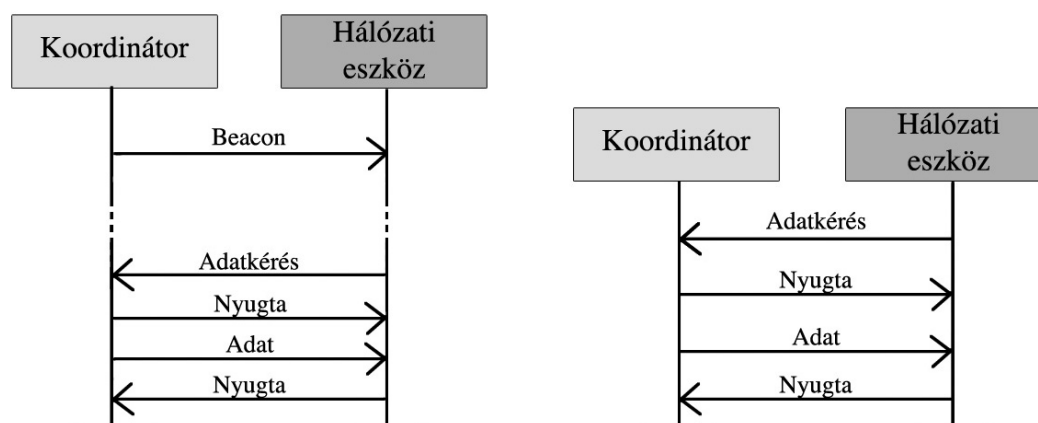 Koordinátor
Hálózati
eszköz
Beacon
Adatkérés
Nyugta
Adat
Nyugta
Koordinátor
Hálózati
eszköz
Adatkérés
Nyugta
Adat
Nyugta